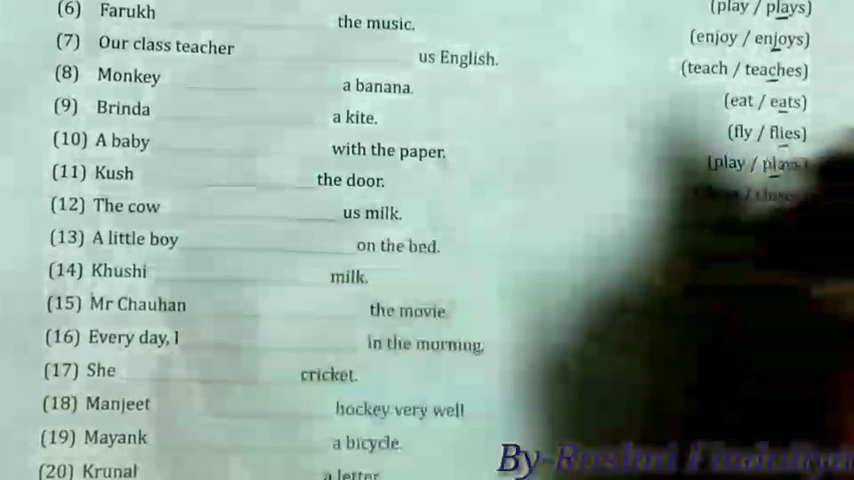 (play / plays)
(6) Farukh the music.
(enjoy / enjoys)
(7) Our class teacher us English.
(teach / teaches)
(8) Monkey a banana.
(eat / eats)
(9) Brinda a kite.
(fly / flies)
(10) A baby with the paper.
(play / plays)
(11) Kush the door.
(12) The cow us milk.
(13) A little boy on the bed.
(14) Khushi milk.
(15) Mr Chauhan the movie
(16) Every day, I in the morning.
(17) She cricket.
(18) Manjeet hockey very well
(19) Mayank a bicycle.
(20) Krunal a letter
By-Roshni